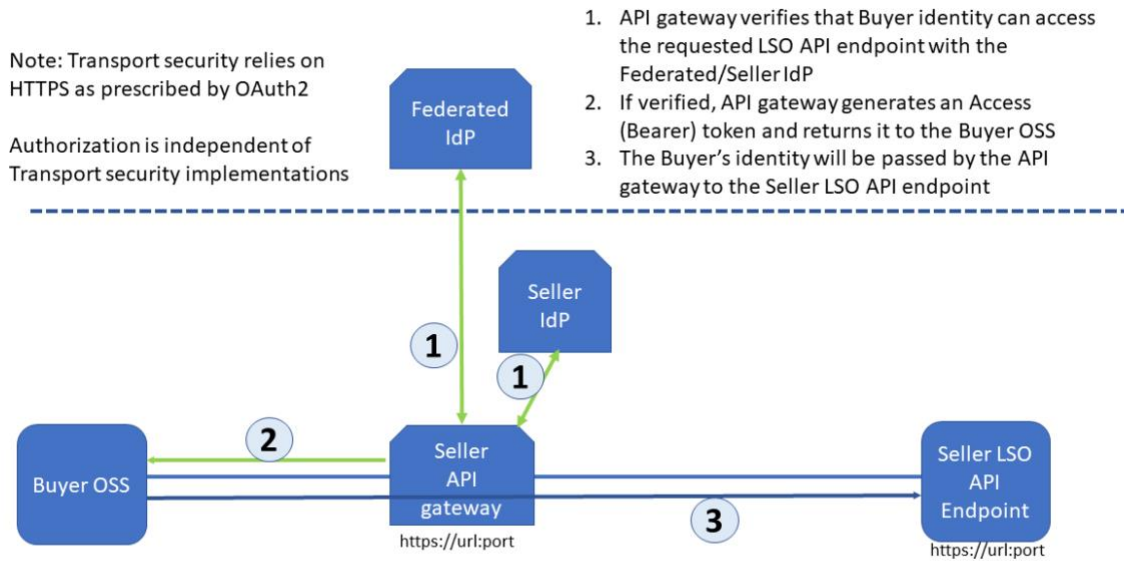 Note: Transport security relies on
HTTPS as prescribed by OAuth2
Authorization is independent of
Transport security implementations
1. API gateway verifies that Buyer identity can access
the requested LSO API endpoint with the
Federated/Seller IdP
2. If verified, API gateway generates an Access
(Bearer) token and returns it to the Buyer OSS
3. The Buyer’s identity will be passed by the API
gateway to the Seller LSO API endpoint
Federated
IdP
Seller
IdP
1
1
2
Buyer OSS
Seller
API
gateway
https://url:port
3
Seller LSO
API
Endpoint
https://url:port